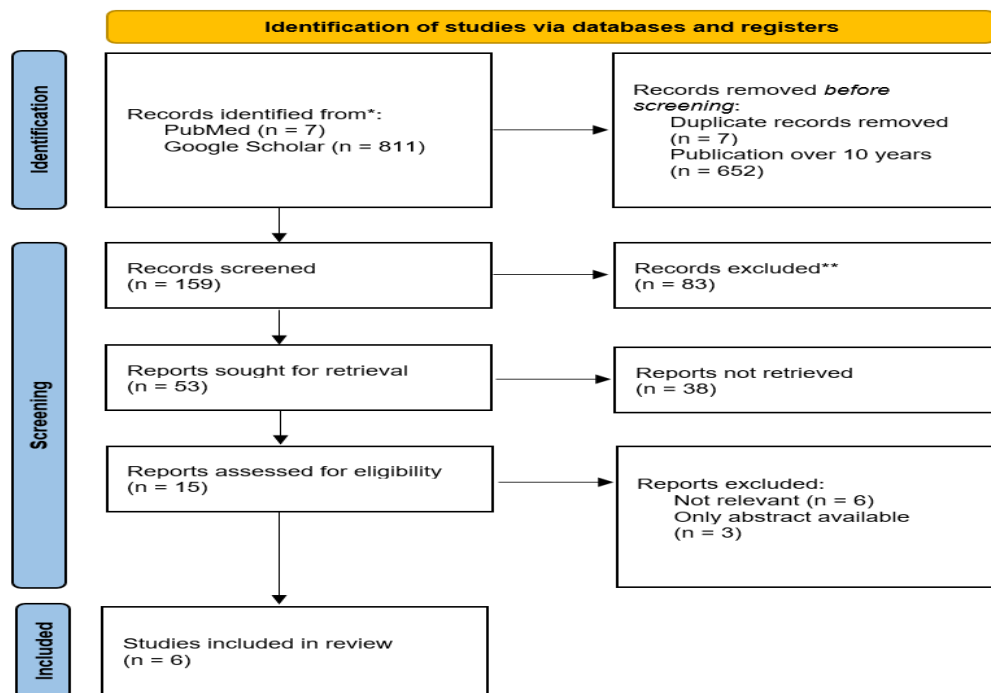 Identification of studies via databases and registers
Identification
Records identified from*:
PubMed (n = 7)
Google Scholar (n = 811)
Records removed before
screening:
Duplicate records removed
(n = 7)
Publication over 10 years
(n = 652)
Screening
Records screened
(n = 159)
Records excluded**
(n = 83)
Reports sought for retrieval
(n = 53)
Reports not retrieved
(n = 38)
Reports assessed for eligibility
(n = 15)
Reports excluded:
Not relevant (n = 6)
Only abstract available
(n = 3)
Included
Studies included in review
(n = 6)